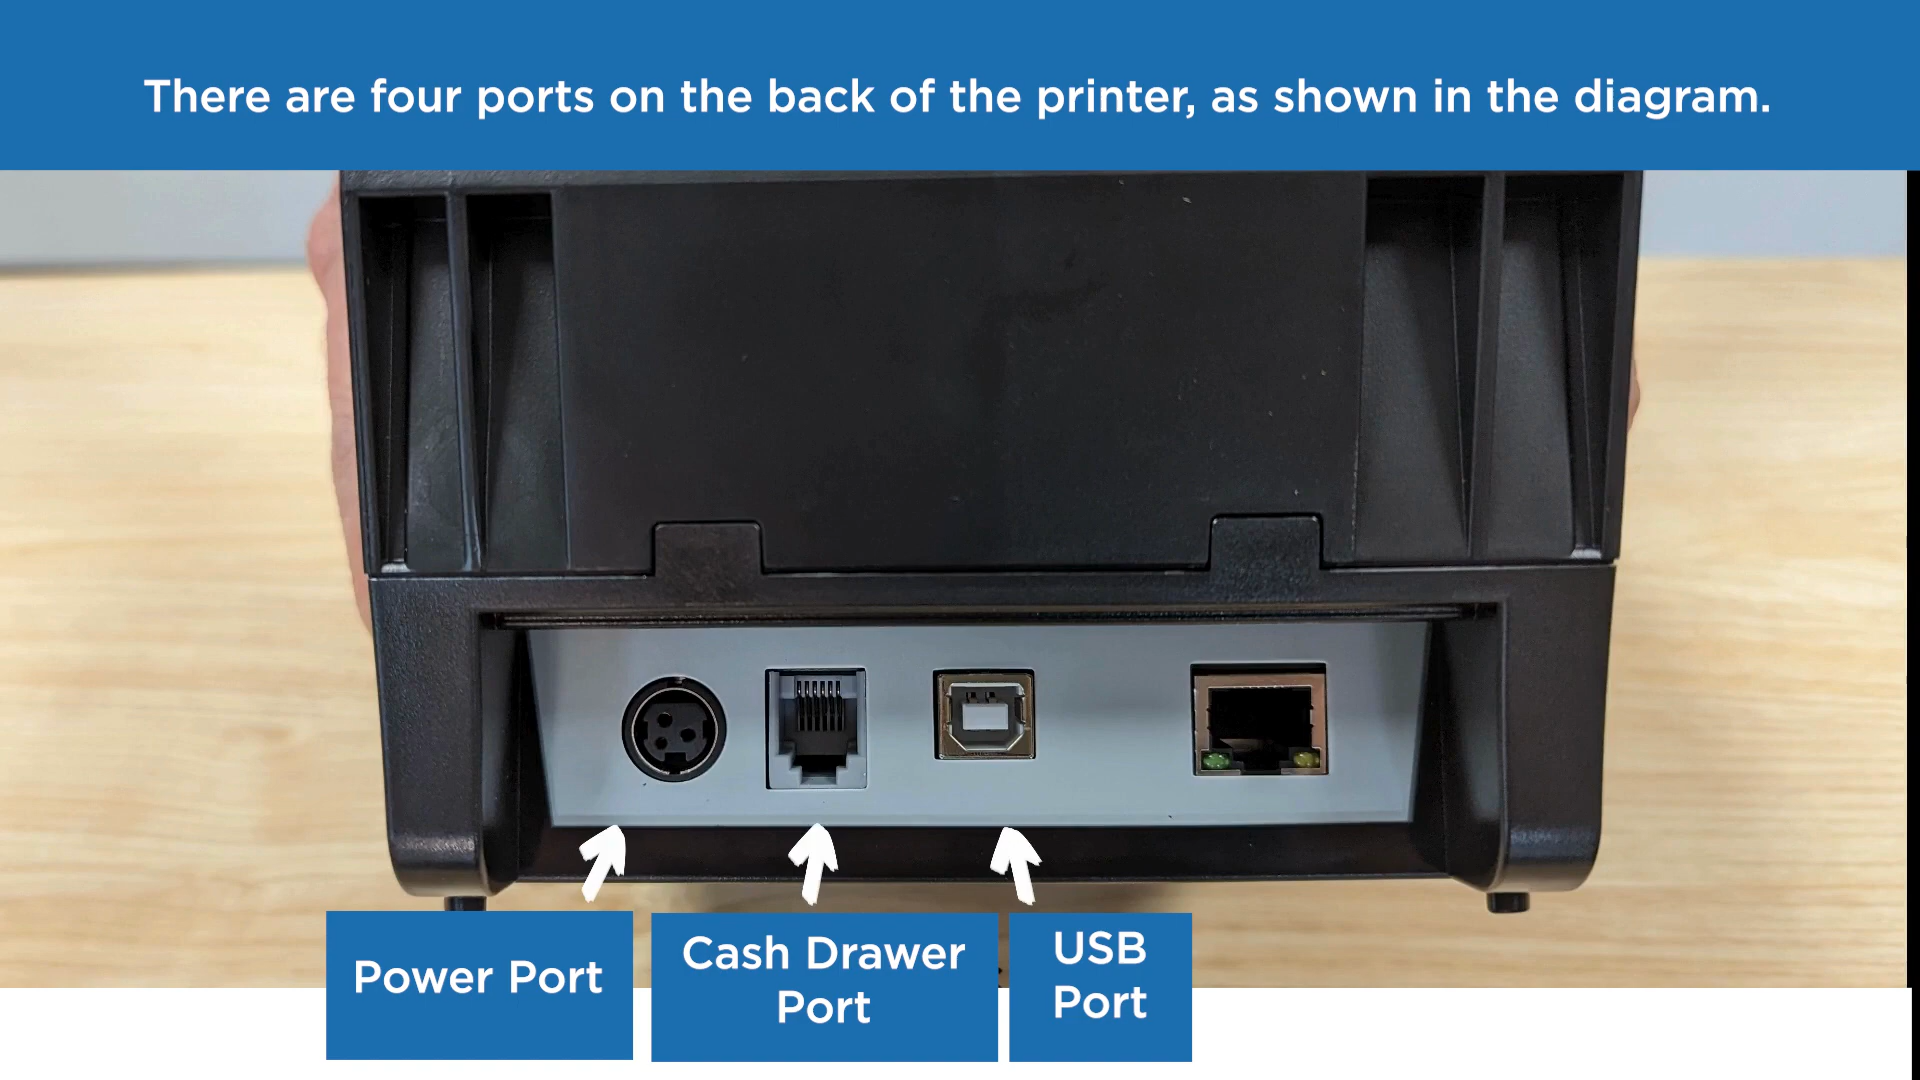 There are four ports on the back of the printer, as shown in the diagram.
Power Port
Cash Drawer
Port
USB
Port